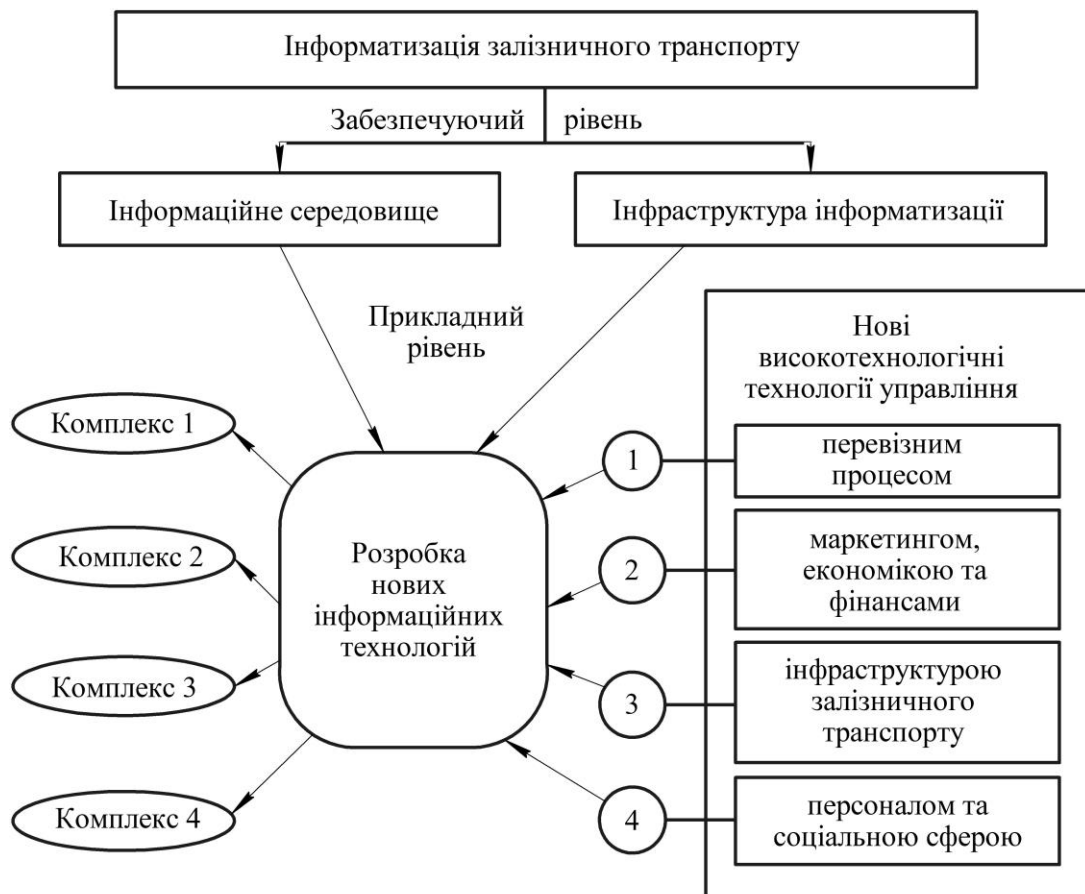 Інформатизація залізничного транспорту
Забезпечуючий рівень
Інформаційне середовище
Інфраструктура інформатизації
Прикладний
рівень
Нові
високотехнологічні
технології управління
Комплекс 1
Комплекс 2
Комплекс 3
Комплекс 4
Розробка
нових
інформаційних
технологій
1
перевізним
процесом
2
маркетингом,
економікою та
фінансами
3
інфраструктурою
залізничного
транспорту
4
персоналом та
соціальною сферою